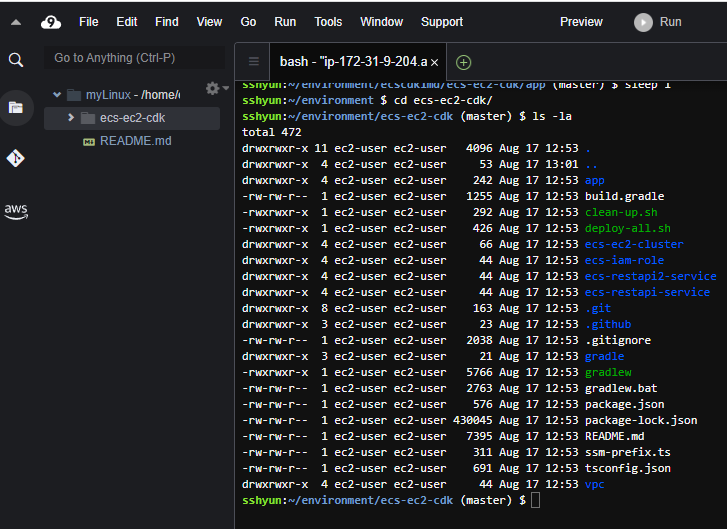 9 File Edit Find View Go Run Tools Window Support Preview Run
Go to Anything (Ctrl-P)
bash - "ip-172-31-9-204.a ×
myLinux - /home/
ecs-ec2-cdk
README.md
aws
(master) $ sleep 1
sshyun:~/environment $ cd ecs-ec2-cdk/
sshyun:~/environment/ecs-ec2-cdk (master) $ ls -la
total 472
drwxrwxr-x 11 ec2-user ec2-user 4096 Aug 17 12:53 .
drwxrwxr-x 4 ec2-user ec2-user 53 Aug 17 13:01 ..
drwxrwxr-x 4 ec2-user ec2-user 242 Aug 17 12:53 app
-rw-rw-r-- 1 ec2-user ec2-user 1255 Aug 17 12:53 build.gradle
-rwxrwxr-x 1 ec2-user ec2-user 292 Aug 17 12:53 clean-up.sh
-rwxrwxr-x 1 ec2-user ec2-user 426 Aug 17 12:53 deploy-all.sh
drwxrwxr-x 4 ec2-user ec2-user 66 Aug 17 12:53 ecs-ec2-cluster
drwxrwxr-x 4 ec2-user ec2-user 44 Aug 17 12:53 ecs-iam-role
drwxrwxr-x 4 ec2-user ec2-user 44 Aug 17 12:53 ecs-restapi2-service
drwxrwxr-x 4 ec2-user ec2-user 44 Aug 17 12:53 ecs-restapi-service
drwxrwxr-x 8 ec2-user ec2-user 163 Aug 17 12:53 .git
drwxrwxr-x 3 ec2-user ec2-user 23 Aug 17 12:53 .github
-rw-rw-r-- 1 ec2-user ec2-user 2038 Aug 17 12:53 .gitignore
drwxrwxr-x 3 ec2-user ec2-user 21 Aug 17 12:53 gradle
-rwxrwxr-x 1 ec2-user ec2-user 5766 Aug 17 12:53 gradlew
-rw-rw-r-- 1 ec2-user ec2-user 2763 Aug 17 12:53 gradlew.bat
-rw-rw-r-- 1 ec2-user ec2-user 576 Aug 17 12:53 package.json
-rw-rw-r-- 1 ec2-user ec2-user 430045 Aug 17 12:53 package-lock.json
-rw-rw-r-- 1 ec2-user ec2-user 7395 Aug 17 12:53 README.md
-rw-rw-r-- 1 ec2-user ec2-user 311 Aug 17 12:53 ssm-prefix.ts
-rw-rw-r-- 1 ec2-user ec2-user 691 Aug 17 12:53 tsconfig.json
drwxrwxr-x 4 ec2-user ec2-user 44 Aug 17 12:53 vpc
sshyun:~/environment/ecs-ec2-cdk (master) $